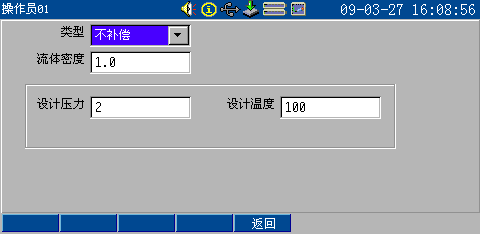 操作员01 09-03-27 16:08:56
类型 不补偿
流体密度 1.0
设计压力 2 设计温度 100
返回